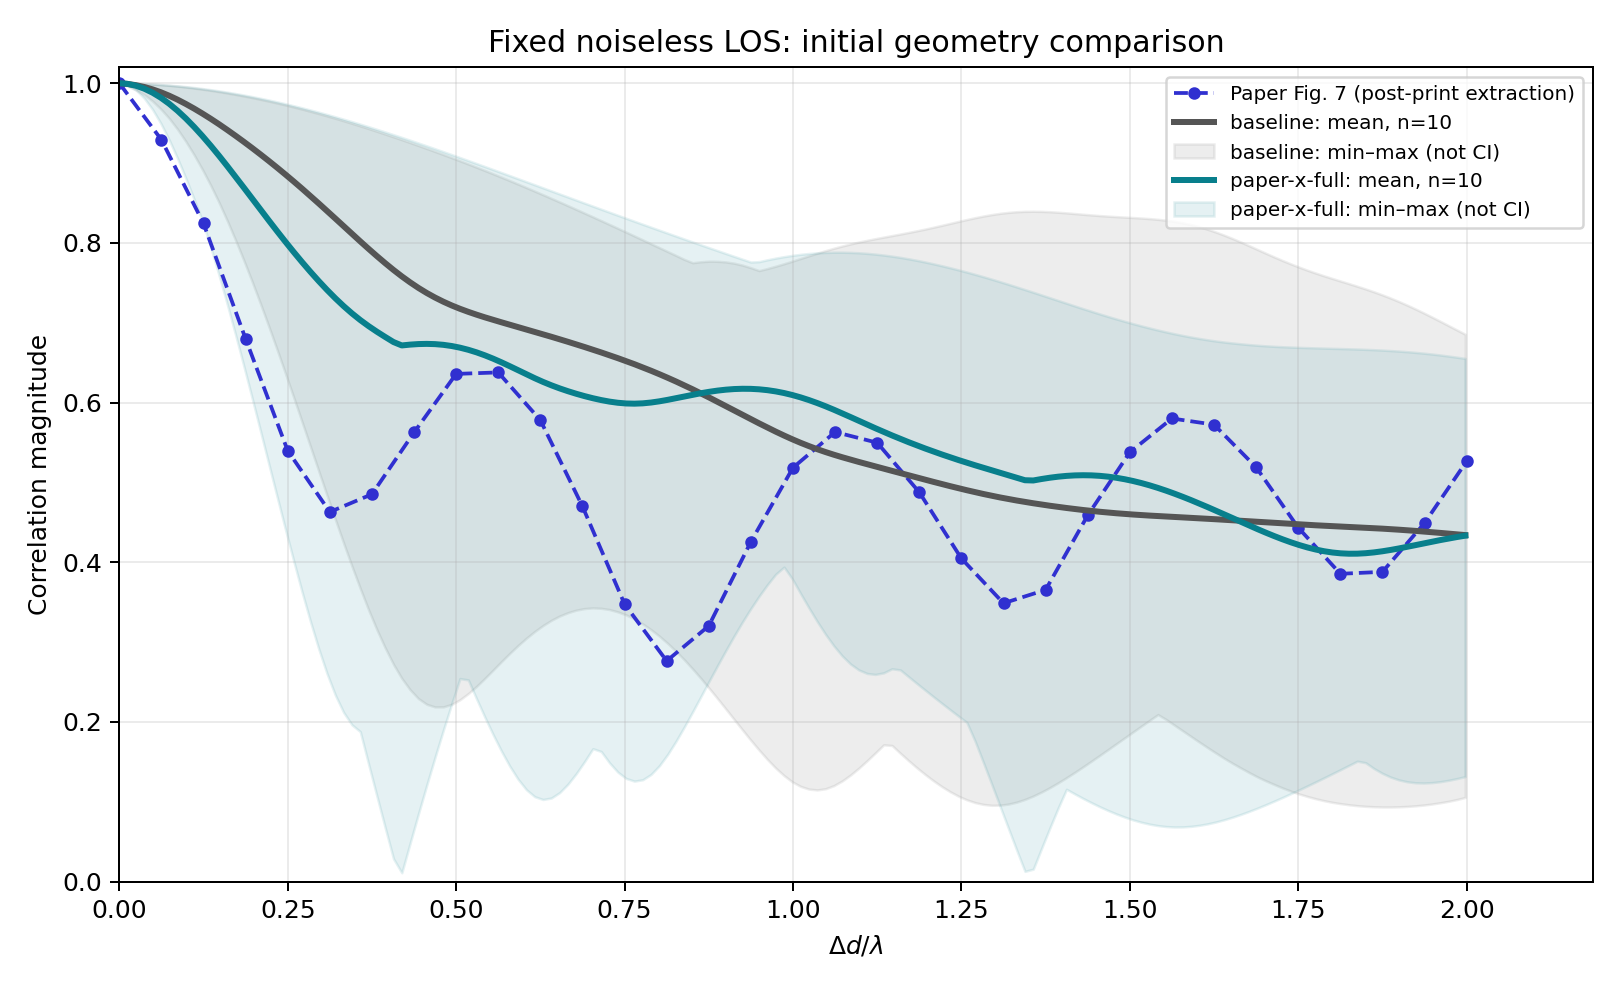 Fixed noiseless LOS: initial geometry comparison
Paper Fig. 7 (post-print extraction)
baseline: mean, n=10
baseline: min–max (not CI)
paper-x-full: mean, n=10
paper-x-full: min–max (not CI)
Correlation magnitude
1.0
0.8
0.6
0.4
0.2
0.0
0.00 0.25 0.50 0.75 1.00 1.25 1.50 1.75 2.00
Δd/λ